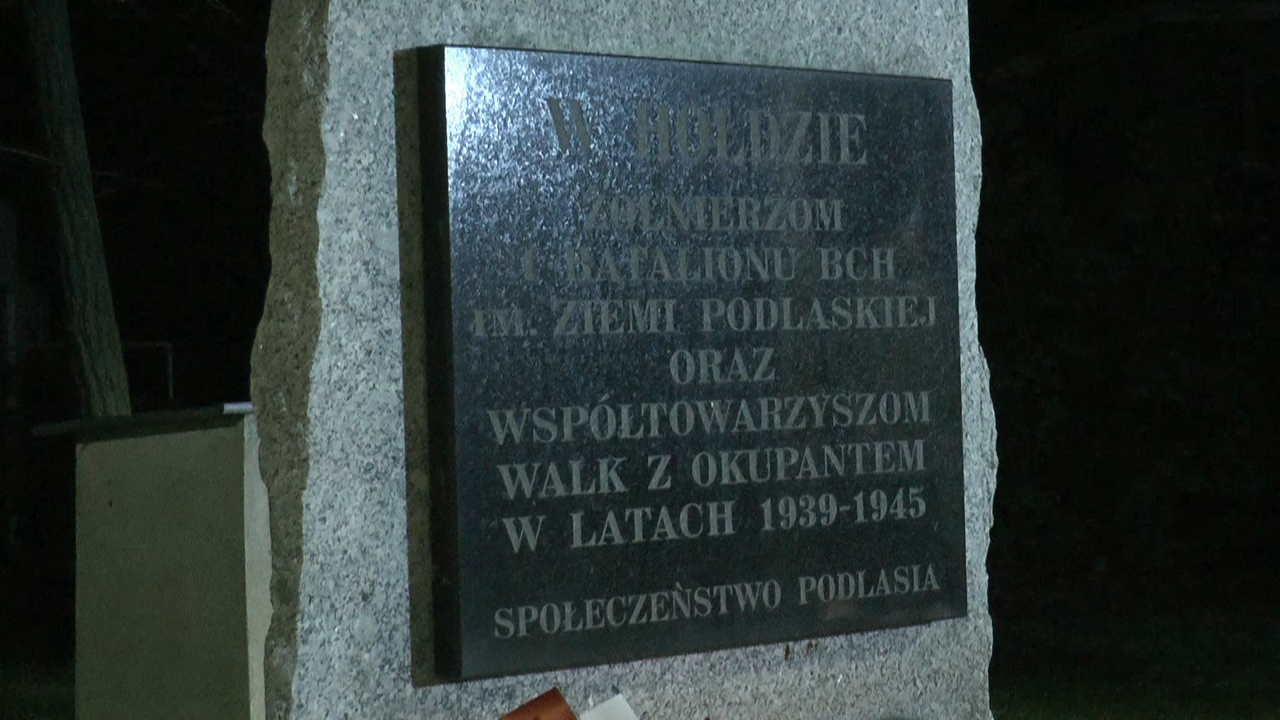 W HOŁDZIE
ŻOŁNIERZOM
I BATALIONU BCH
IM. ZIEMI PODLASKIEJ
ORAZ
WSPÓŁTOWARZYSZOM
WALK Z OKUPANTEM
W LATACH 1939-1945
SPOŁECZEŃSTWO PODLASIA